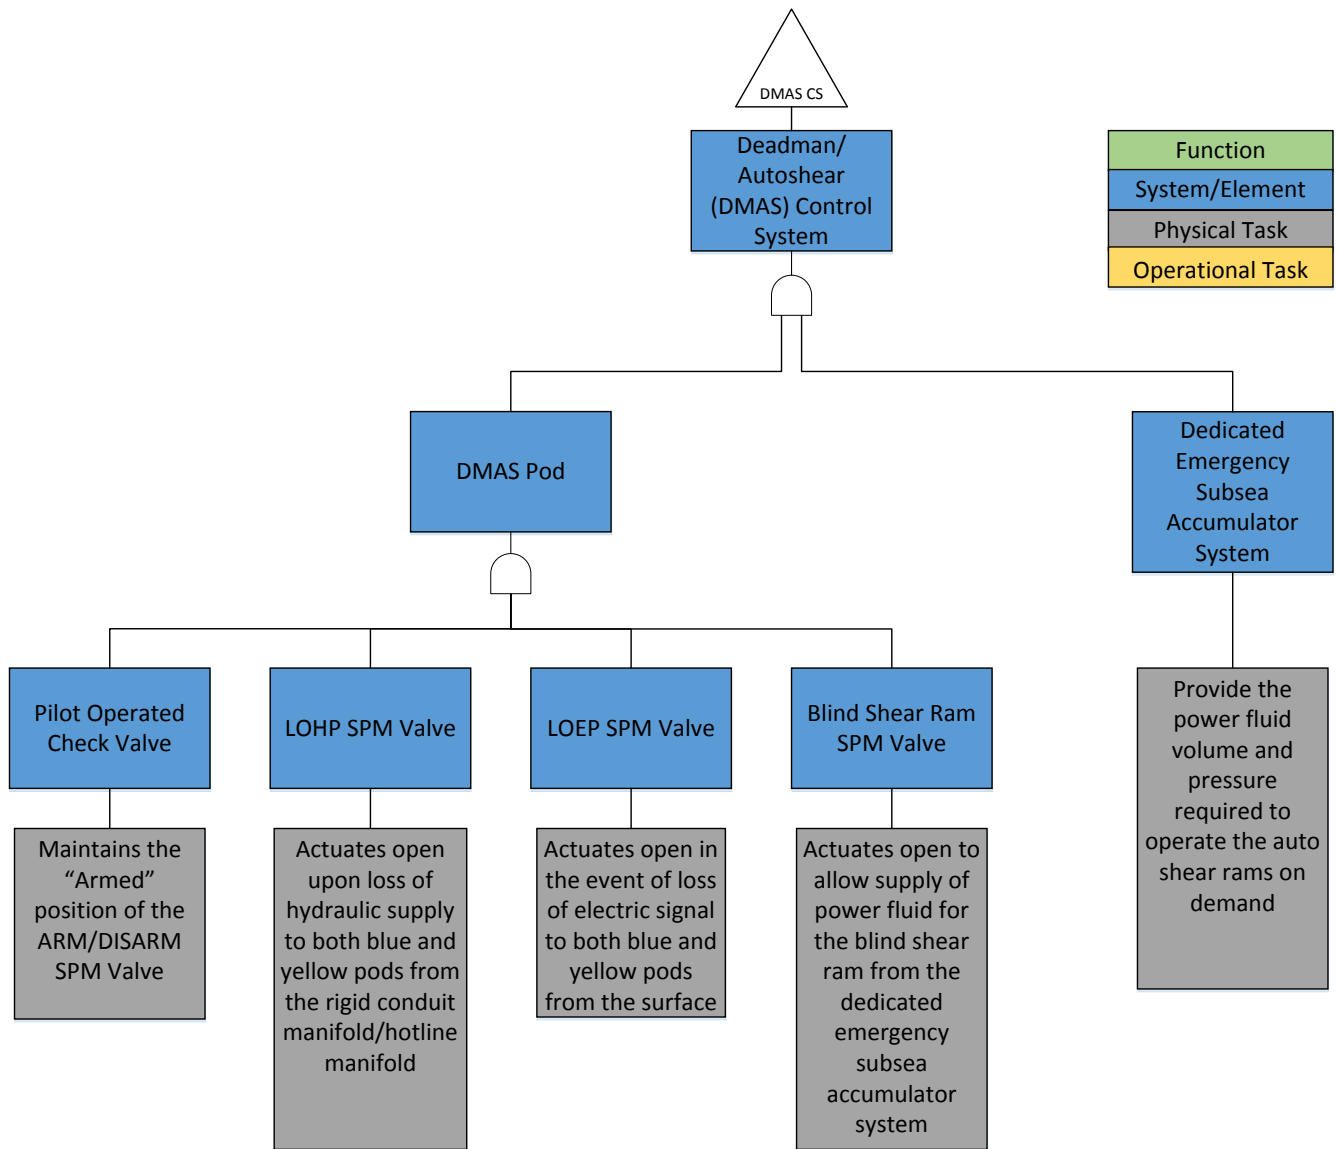 DMAS CS
Deadman/
Autoshear
(DMAS) Control
System
Function
System/Element
Physical Task
Operational Task
DMAS Pod
Dedicated
Emergency
Subsea
Accumulator
System
Pilot Operated
Check Valve
LOHP SPM Valve
LOEP SPM Valve
Blind Shear Ram
SPM Valve
Provide the
power fluid
volume and
pressure
required to
operate the auto
shear rams on
demand
Maintains the
“Armed”
position of the
ARM/DISARM
SPM Valve
Actuates open
upon loss of
hydraulic supply
to both blue and
yellow pods from
the rigid conduit
manifold/hotline
manifold
Actuates open in
the event of loss
of electric signal
to both blue and
yellow pods
from the surface
Actuates open to
allow supply of
power fluid for
the blind shear
ram from the
dedicated
emergency
subsea
accumulator
system